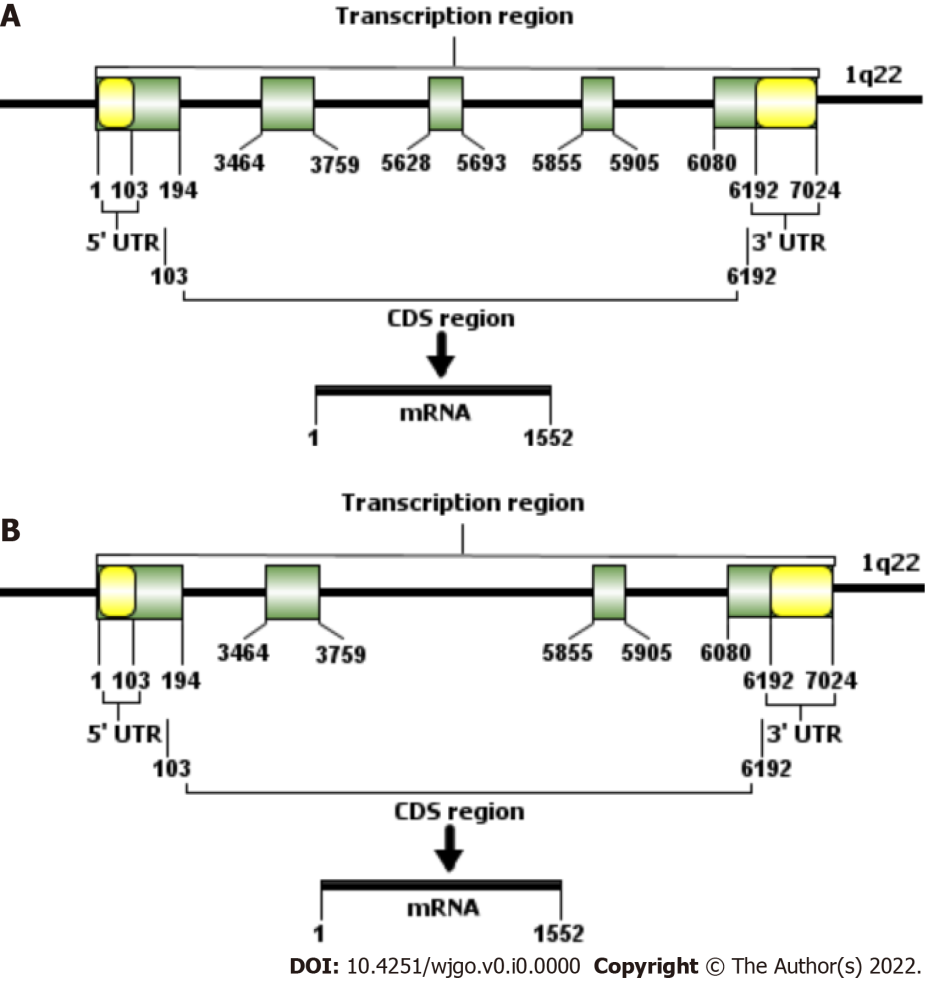 A
Transcription region
1q22
3464 3759 5628 5693 5855 5905 6080
1 103 194 6192 7024
5' UTR 3' UTR
103 6192
CDS region
mRNA
1 1552
B
Transcription region
1q22
3464 3759 5855 5905 6080
1 103 194 6192 7024
5' UTR 3' UTR
103 6192
CDS region
mRNA
1 1552
DOI: 10.4251/wjgo.v0.i0.0000 Copyright © The Author(s) 2022.